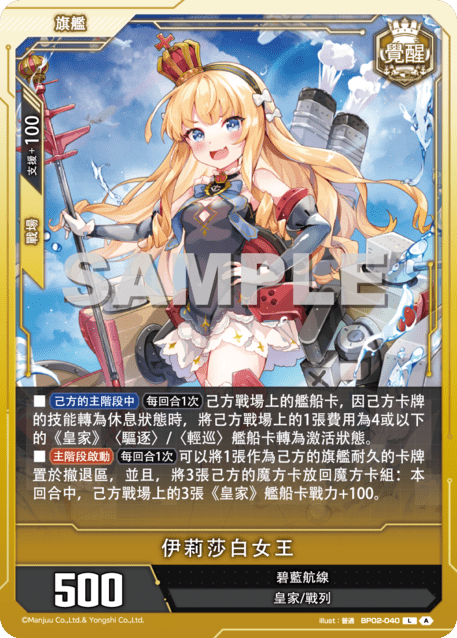 旗艦
覺醒
支援+100
戰場
SAMPLE
■ 己方的主階段中 每回合1次 己方戰場上的艦船卡，因己方卡牌
的技能轉為休息狀態時，將己方戰場上的1張費用為4或以下
的《皇家》〈驅逐〉/〈輕巡〉艦船卡轉為激活狀態。
■ 主階段啟動 每回合1次 可以將1張作為己方的旗艦耐久的卡牌
置於撤退區，並且，將3張己方的魔方卡放回魔方卡組：本
回合中，己方戰場上的3張《皇家》艦船卡戰力+100。
伊莉莎白女王
500
碧藍航線
皇家/戰列
©Manjuu Co.,Ltd.& Yongshi Co.,Ltd.
illust：普通 BP02-040 L A